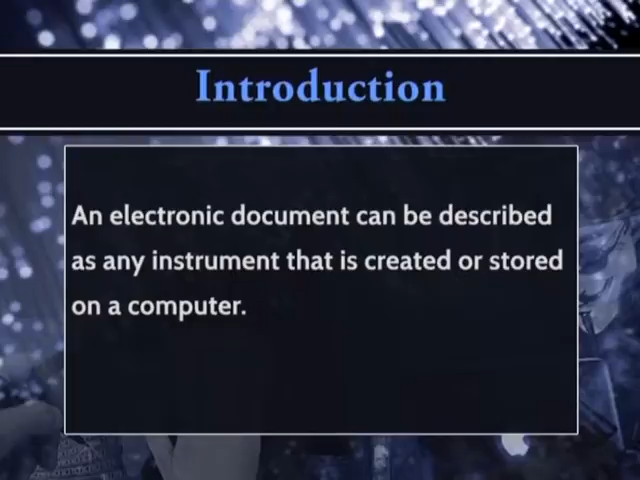 Introduction
An electronic document can be described
as any instrument that is created or stored
on a computer.